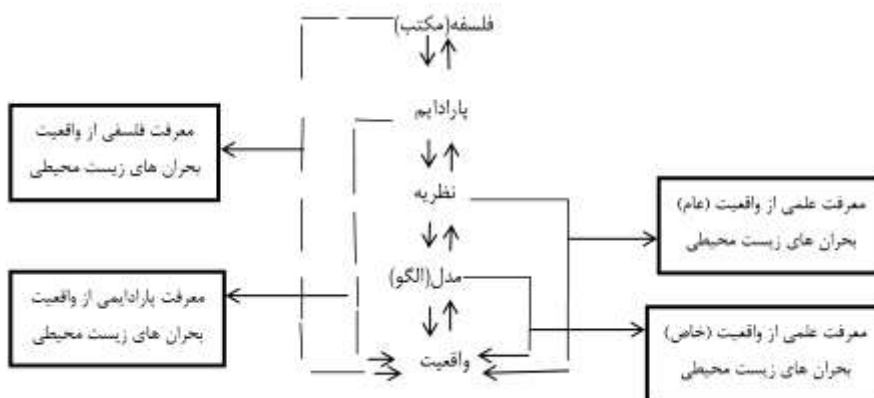 فلسفه(مکتب)
پارادایم
معرفت فلسفی از واقعیت
بحران های زیست محیطی
نظریه
معرفت علمی از واقعیت (عام)
بحران های زیست محیطی
مدل(الگو)
معرفت پارادایمی از واقعیت
بحران های زیست محیطی
معرفت علمی از واقعیت (خاص)
بحران های زیست محیطی
واقعیت